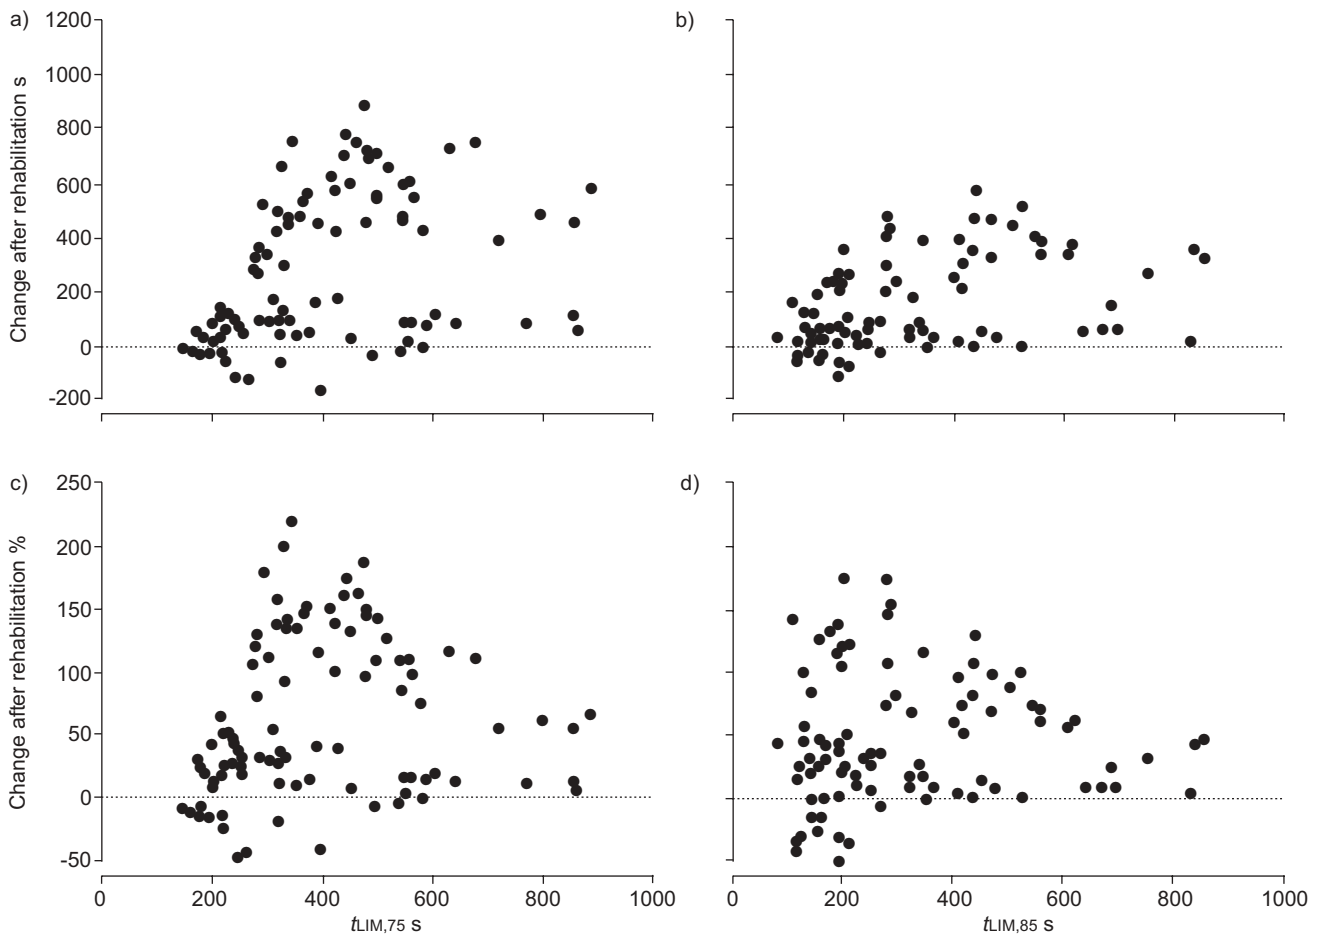 a)
b)
1200
1000
800
600
400
200
0
-200
Change after rehabilitation s
c)
d)
250
200
150
100
50
0
-50
Change after rehabilitation %
0 200 400 600 800 1000
0 200 400 600 800 1000
tLIM,75 s
tLIM,85 s